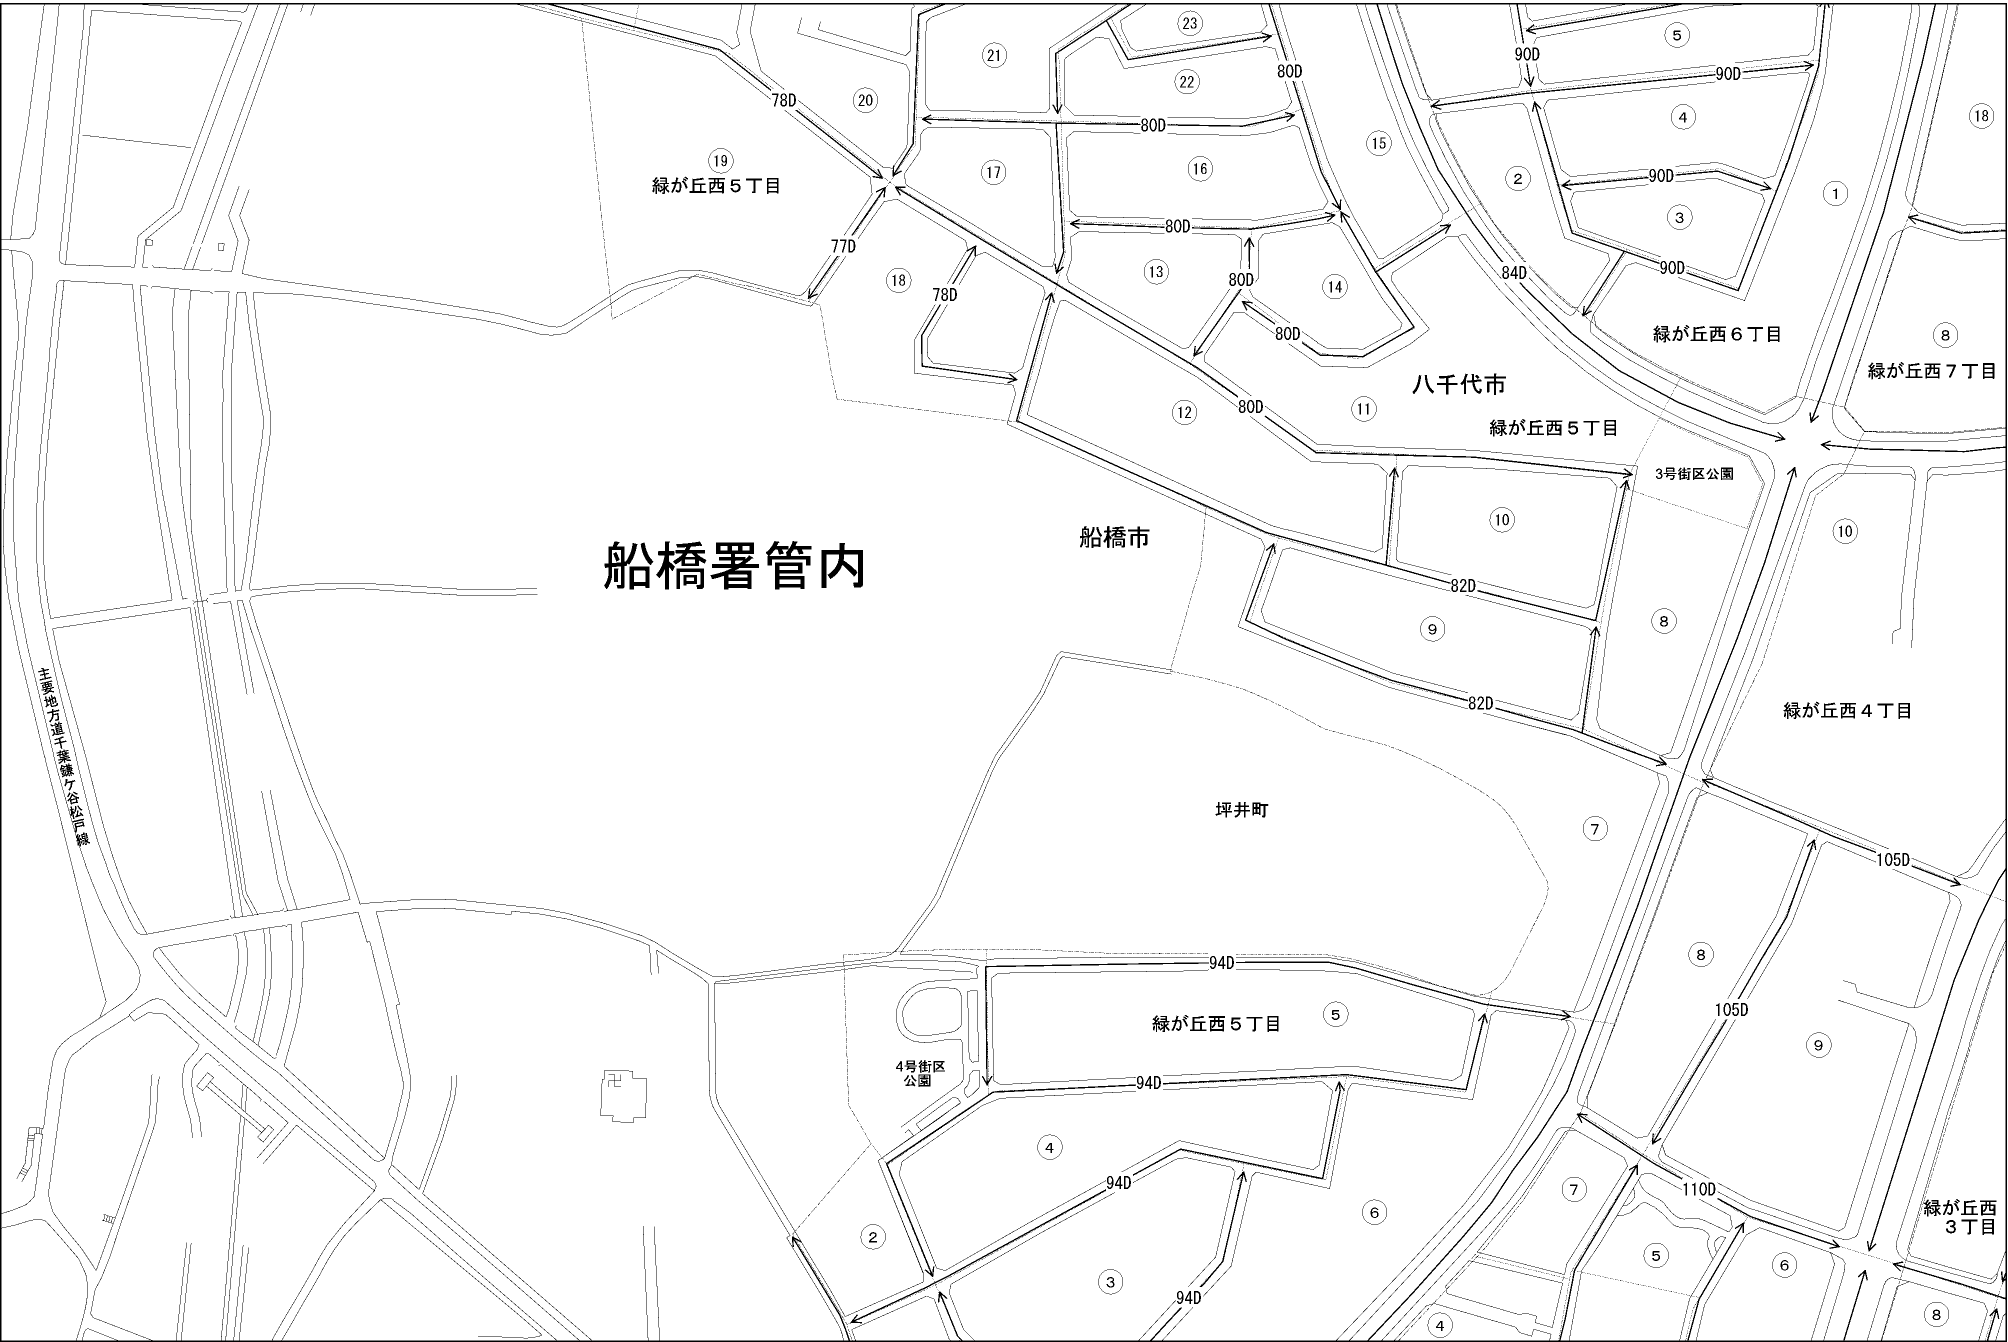 23
5
21
90D
80D
90D
22
78D
20
4
18
80D
15
19
緑が丘西５丁目
17
16
90D
2
1
3
80D
77D
13
90D
84D
18
80D
14
78D
80D
緑が丘西６丁目
8
緑が丘西７丁目
八千代市
80D
12
11
緑が丘西５丁目
3号街区公園
10
10
船橋市
船橋署管内
82D
9
8
82D
緑が丘西４丁目
主要地方道千葉鎌ケ谷松戸線
坪井町
7
105D
94D
8
105D
緑が丘西５丁目
5
9
4号街区
公園
94D
4
94D
7
110D
6
緑が丘西
３丁目
2
5
6
3
94D
4
8